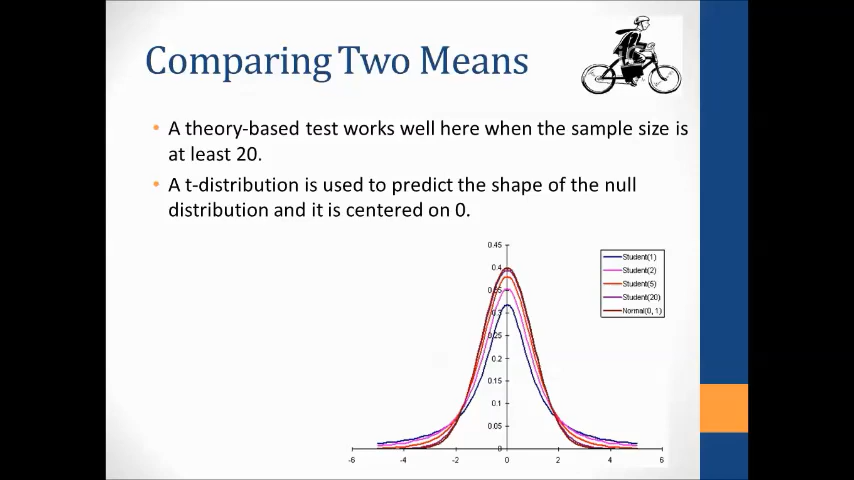 Comparing Two Means
• A theory-based test works well here when the sample size is
at least 20.
• A t-distribution is used to predict the shape of the null
distribution and it is centered on 0.
0.45
0.4
0.35
0.3
0.25
0.2
0.15
0.1
0.05
0
-6 -4 -2 0 2 4 6
Student(1)
Student(2)
Student(5)
Student(20)
Normal(0, 1)